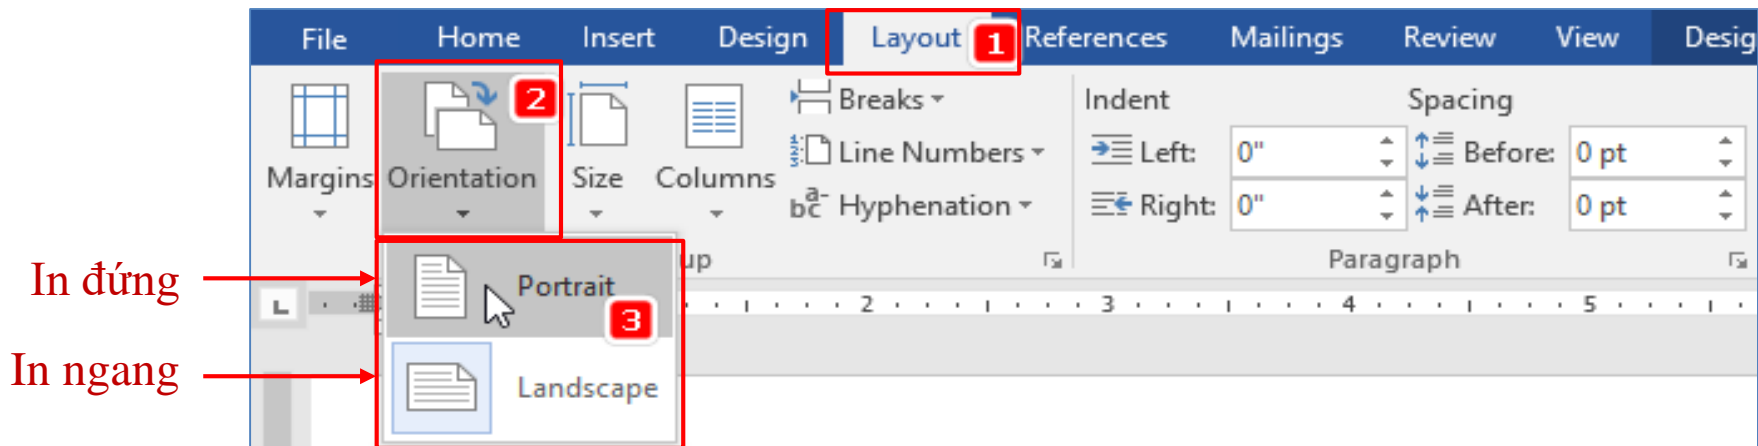 File Home Insert Design Layout 1 References Mailings Review View Desig
2
Breaks Indent Spacing
Line Numbers Left: 0" Before: 0 pt
Margins Orientation Size Columns
Hyphenation Right: 0" After: 0 pt
up Paragraph
In đứng Portrait
3
2 3 4 5
In ngang Landscape